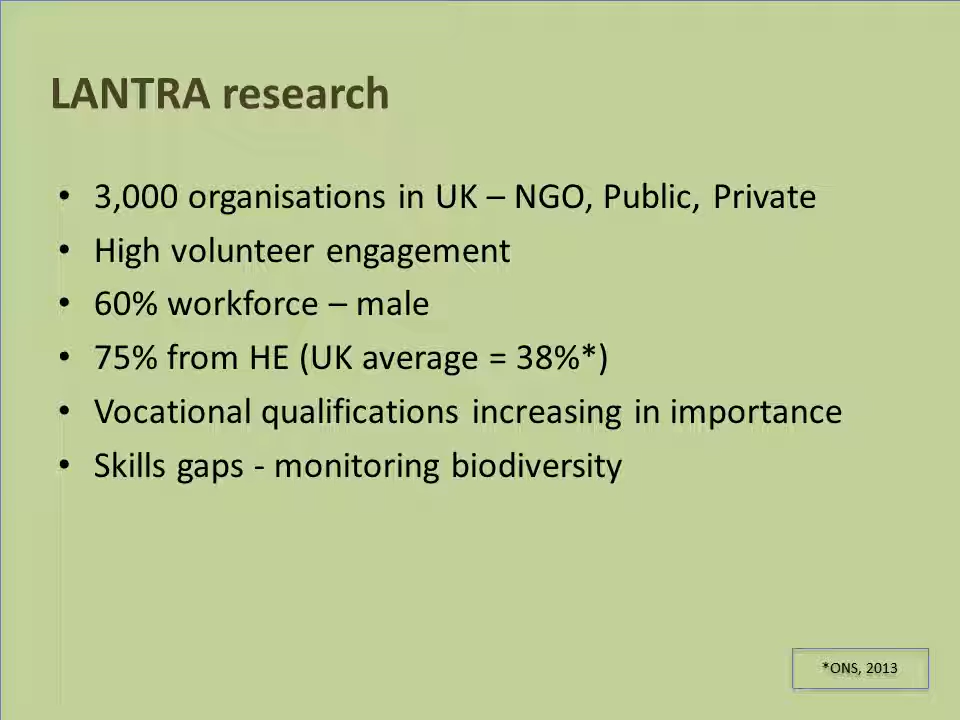 LANTRA research
• 3,000 organisations in UK – NGO, Public, Private
• High volunteer engagement
• 60% workforce – male
• 75% from HE (UK average = 38%*)
• Vocational qualifications increasing in importance
• Skills gaps - monitoring biodiversity
*ONS, 2013